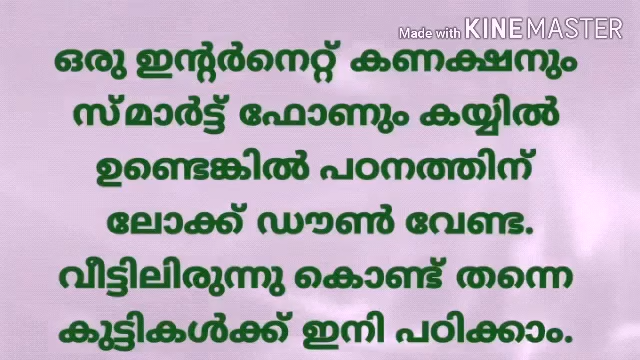 Made with KINEMASTER
ഒരു ഇന്റർനെറ്റ് കണക്ഷനും
സ്മാർട്ട് ഫോണും കയ്യിൽ
ഉണ്ടെങ്കിൽ പഠനത്തിന്
ലോക്ക് ഡൗൺ വേണ്ട.
വീട്ടിലിരുന്നു കൊണ്ട് തന്നെ
കുട്ടികൾക്ക് ഇനി പഠിക്കാം.